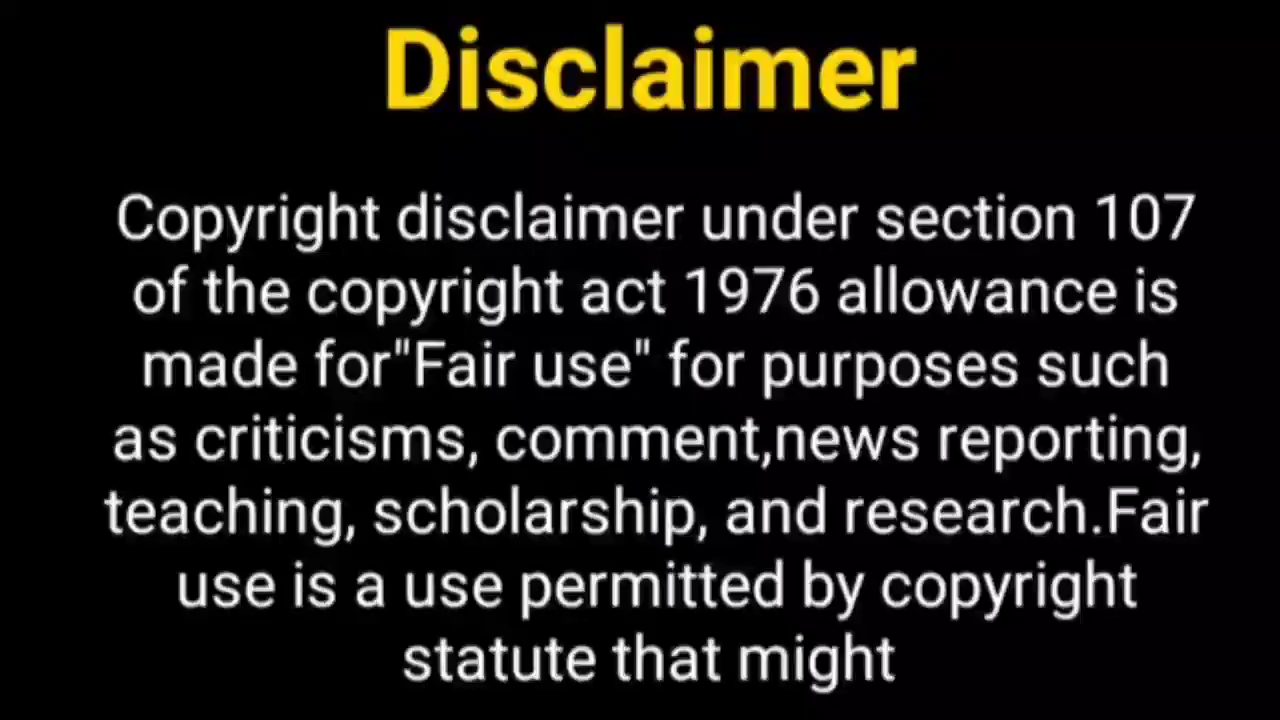 Disclaimer
Copyright disclaimer under section 107
of the copyright act 1976 allowance is
made for"Fair use" for purposes such
as criticisms, comment,news reporting,
teaching, scholarship, and research.Fair
use is a use permitted by copyright
statute that might